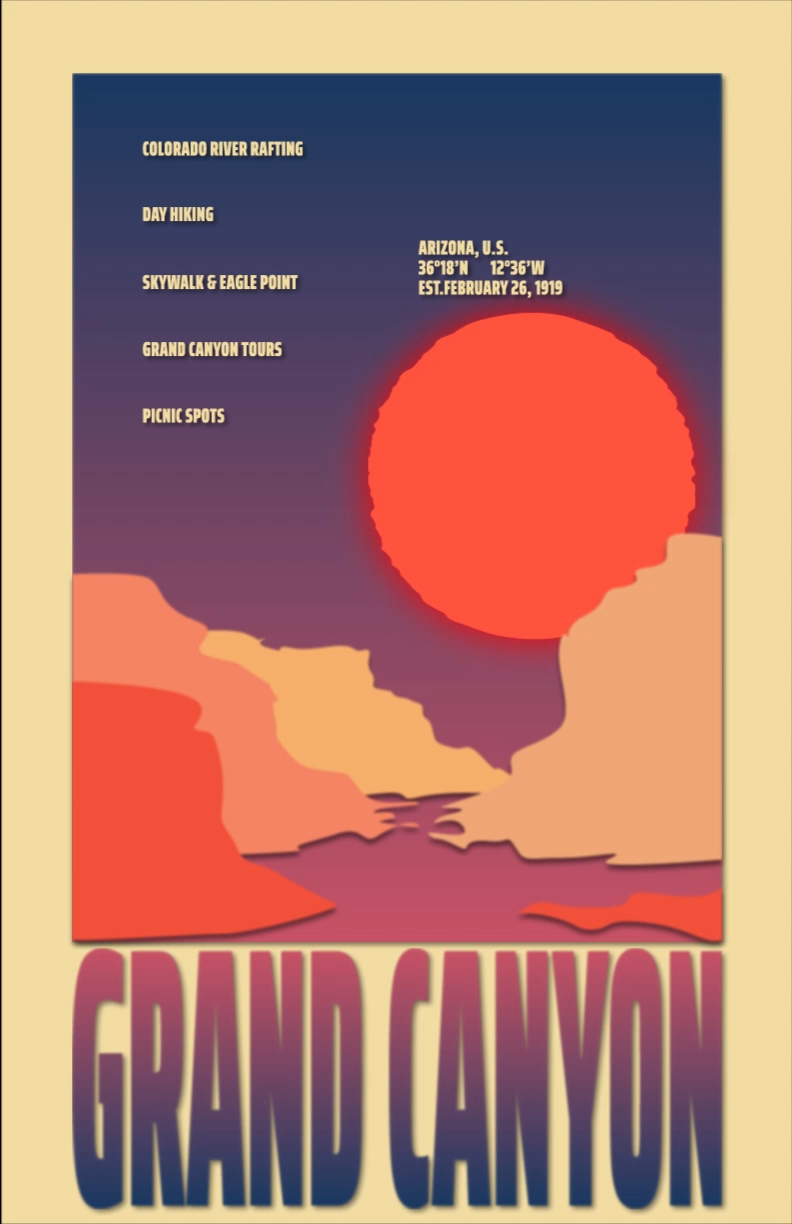 COLORADO RIVER RAFTING
DAY HIKING
SKYWALK & EAGLE POINT
GRAND CANYON TOURS
PICNIC SPOTS
ARIZONA, U.S.
36°18'N 12°36'W
EST.FEBRUARY 26, 1919
GRAND CANYON